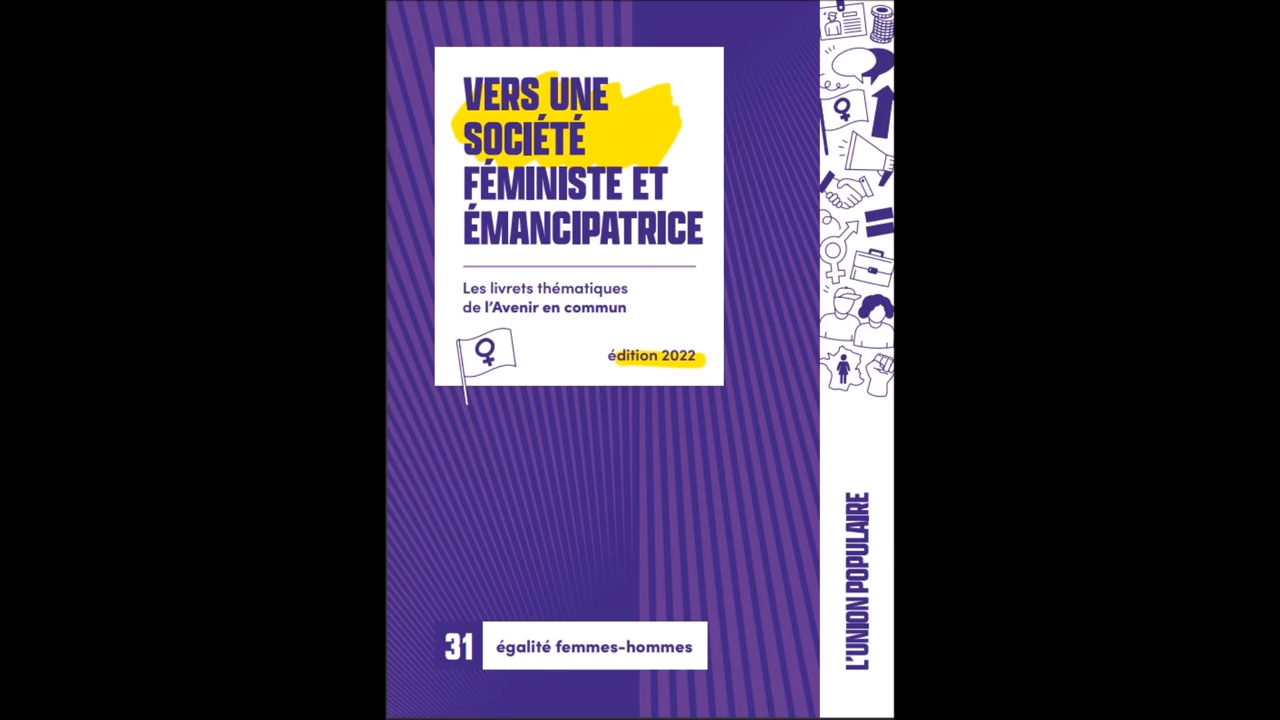 VERS UNE
SOCIÉTÉ
FÉMINISTE ET
ÉMANCIPATRICE
Les livrets thématiques
de l'Avenir en commun
édition 2022
31 égalité femmes-hommes
L'UNION POPULAIRE